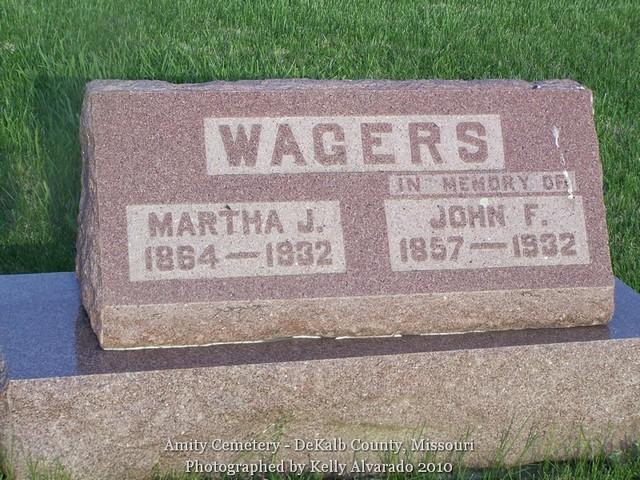 WAGERS
IN MEMORY OF
MARTHA J.
1864—1932
JOHN F.
1857—1932
Amity Cemetery - DeKalb County, Missouri
Photographed by Kelly Alvarado 2010